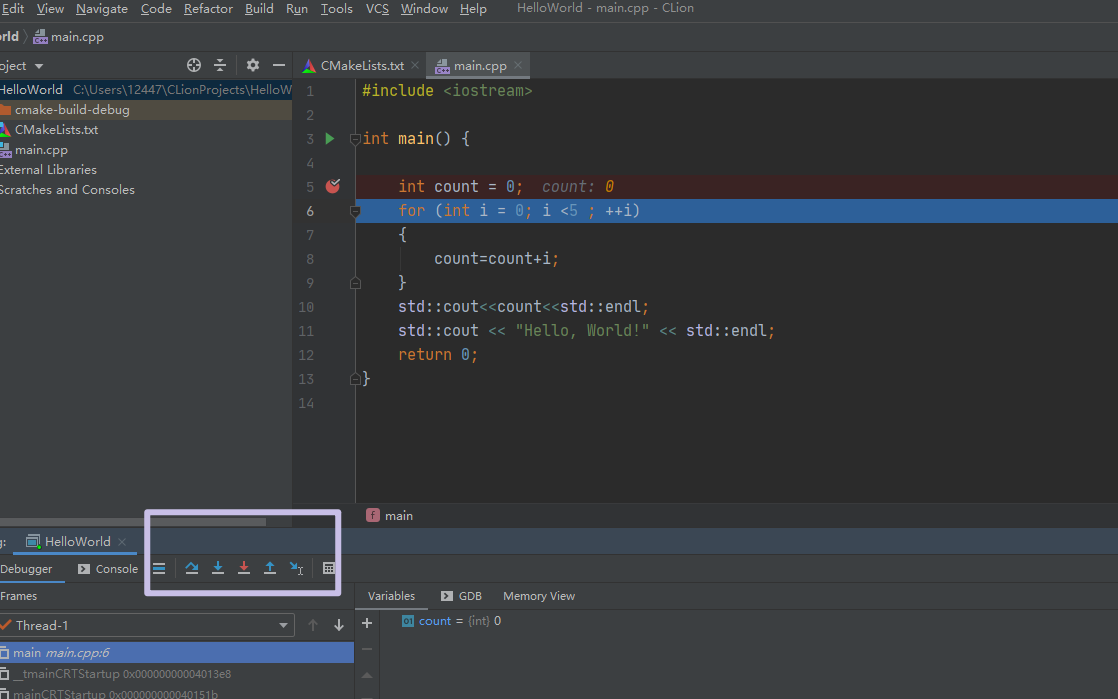 Edit View Navigate Code Refactor Build Run Tools VCS Window Help HelloWorld - main.cpp - CLion
rld main.cpp
oject
CMakeLists.txt main.cpp
HelloWorld C:\Users\12447\CLionProjects\HelloW
cmake-build-debug
CMakeLists.txt
main.cpp
External Libraries
Scratches and Consoles
1 #include <iostream>
2
3 int main() {
4
5 int count = 0; count: 0
6 for (int i = 0; i <5 ; ++i)
7 {
8 count=count+i;
9 }
10 std::cout<<count<<std::endl;
11 std::cout << "Hello, World!" << std::endl;
12 return 0;
13 }
14
main
g: HelloWorld
Debugger Console
Frames
Variables GDB Memory View
Thread-1
count = {int} 0
main main.cpp:6
__tmainCRTStartup 0x00000000004013e8
mainCRTStartup 0x000000000040151b